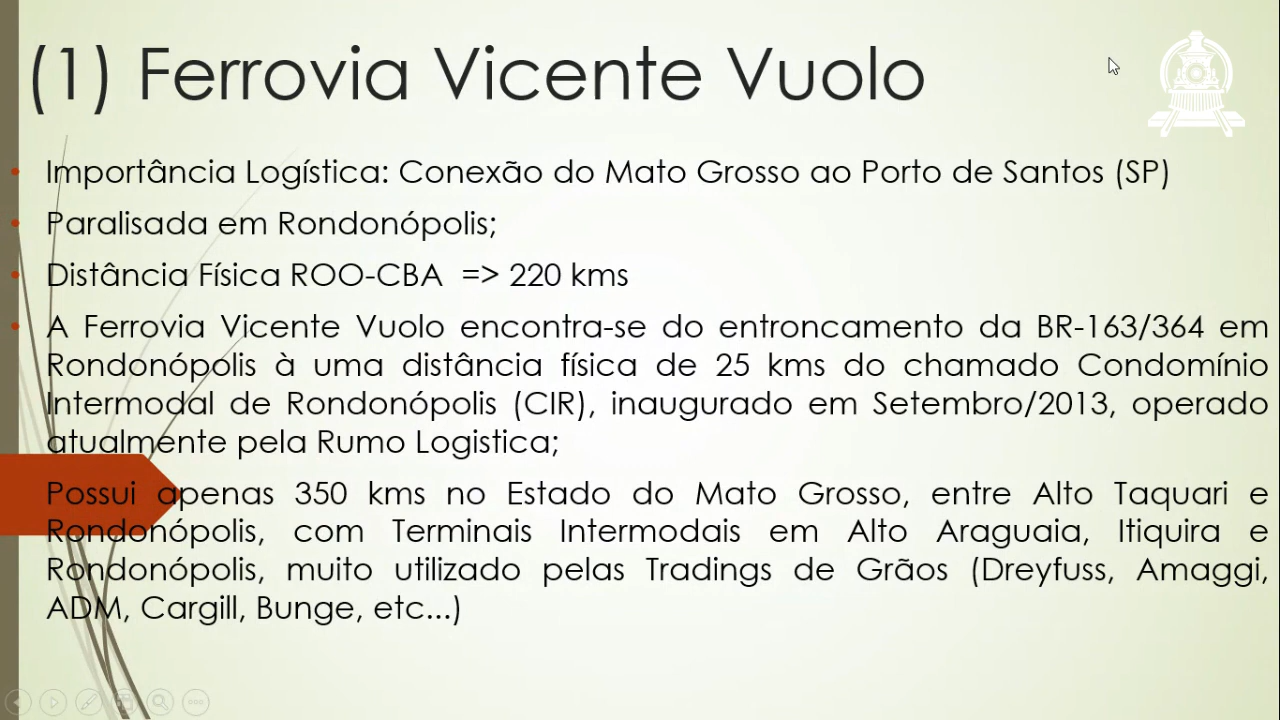 (1) Ferrovia Vicente Vuolo
• Importância Logística: Conexão do Mato Grosso ao Porto de Santos (SP)
• Paralisada em Rondonópolis;
• Distância Física ROO-CBA => 220 kms
• A Ferrovia Vicente Vuolo encontra-se do entroncamento da BR-163/364 em
Rondonópolis à uma distância física de 25 kms do chamado Condomínio
Intermodal de Rondonópolis (CIR), inaugurado em Setembro/2013, operado
atualmente pela Rumo Logistica;
Possui apenas 350 kms no Estado do Mato Grosso, entre Alto Taquari e
Rondonópolis, com Terminais Intermodais em Alto Araguaia, Itiquira e
Rondonópolis, muito utilizado pelas Tradings de Grãos (Dreyfuss, Amaggi,
ADM, Cargill, Bunge, etc...)